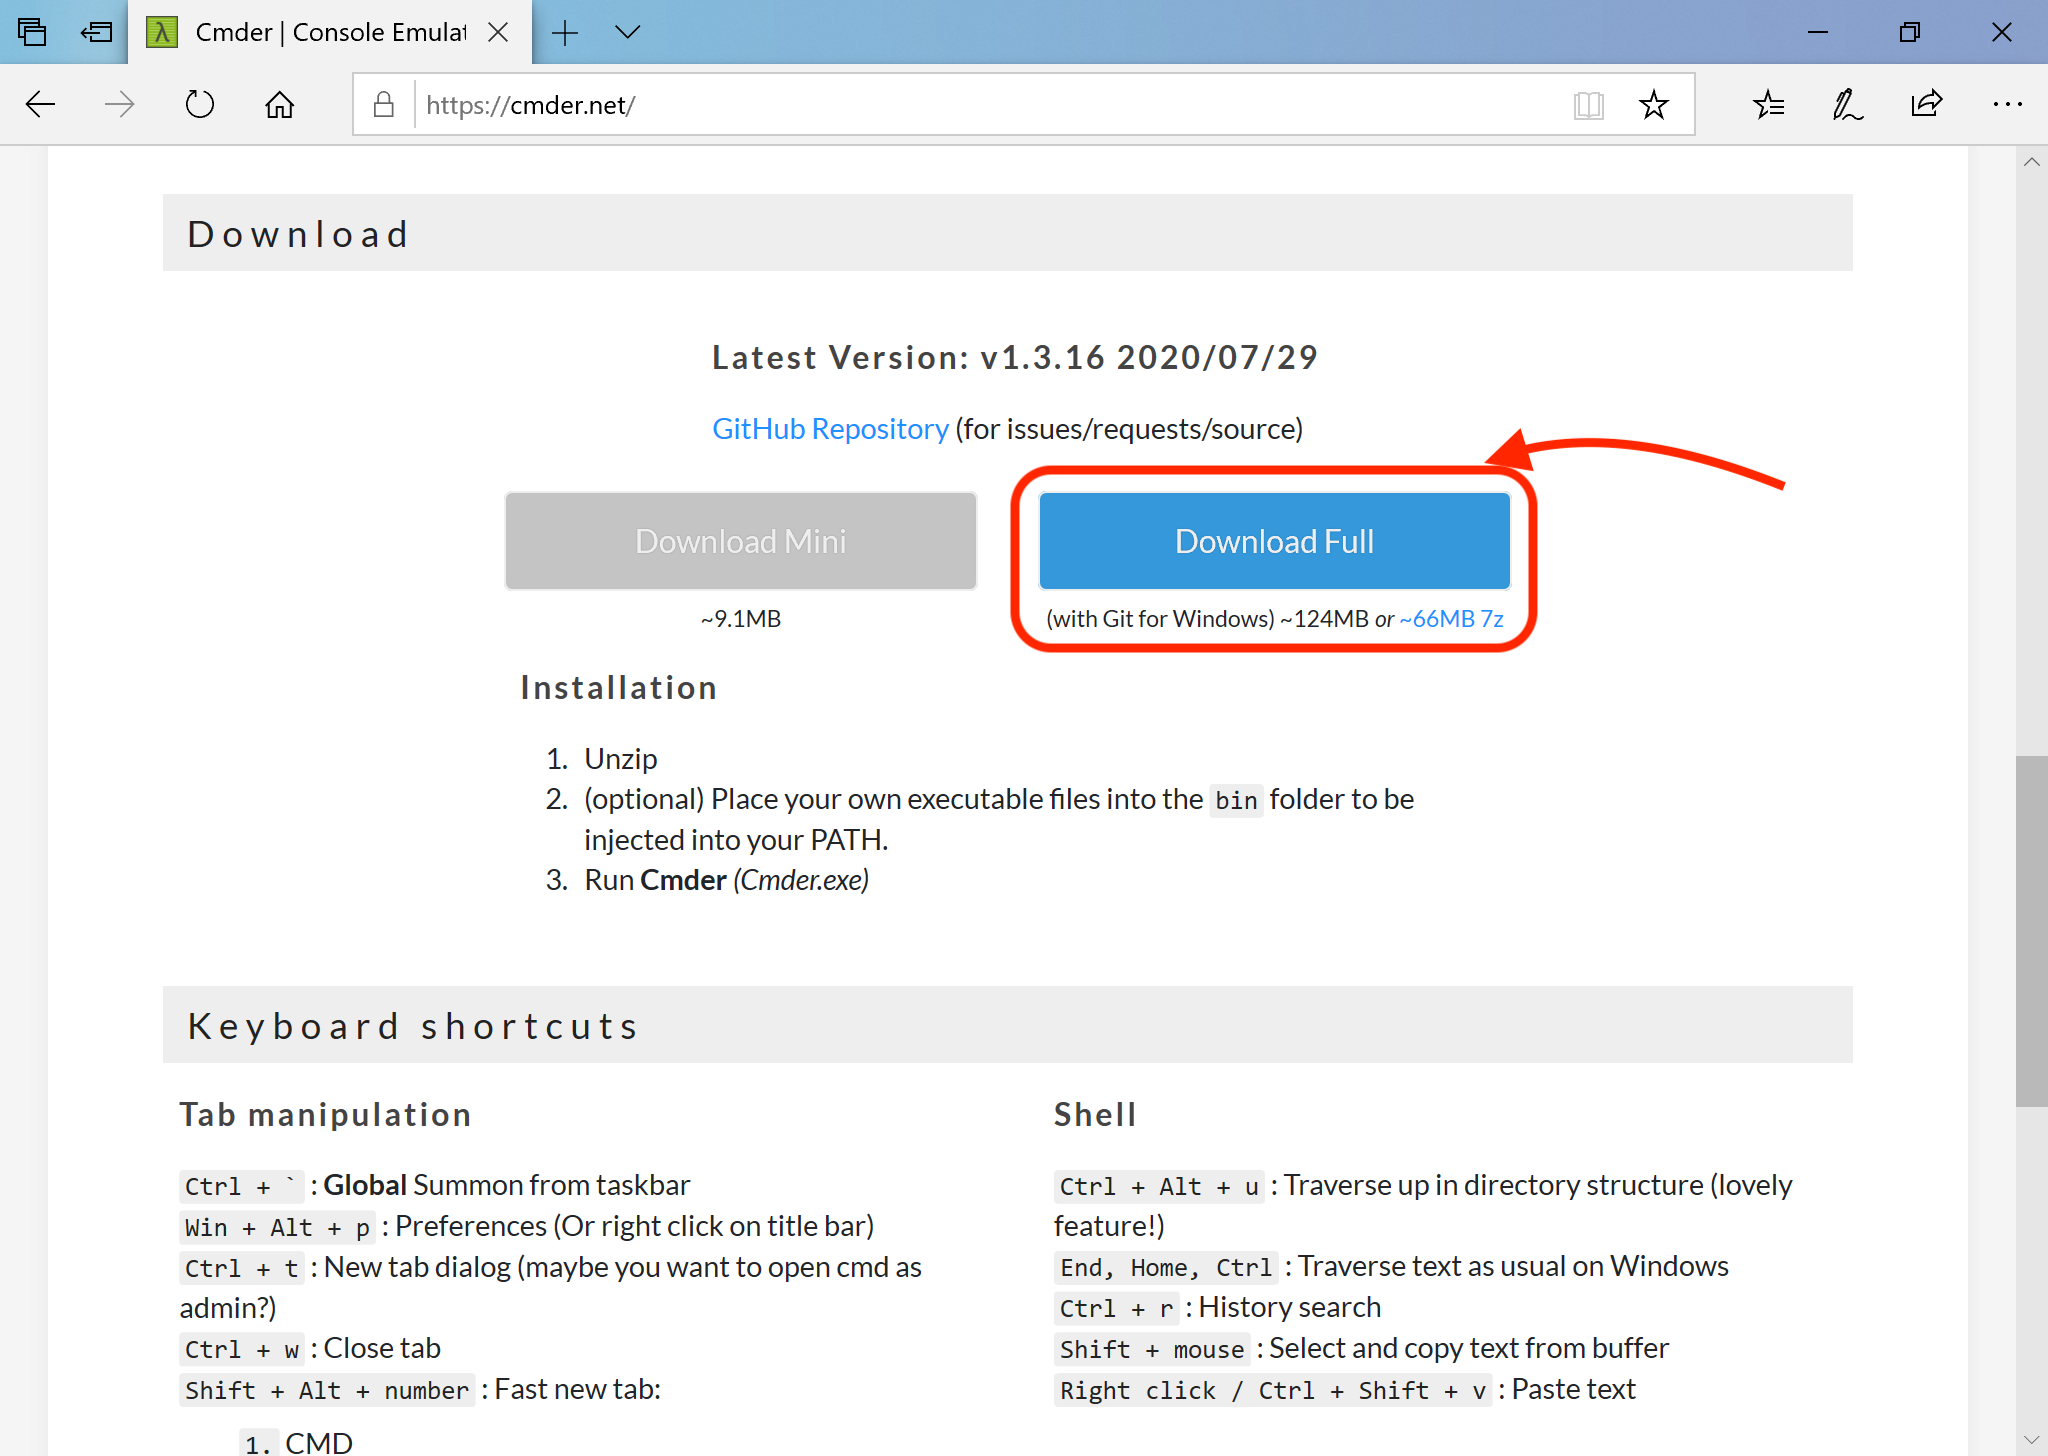 Cmder | Console Emulat
https://cmder.net/
Download
Latest Version: v1.3.16 2020/07/29
GitHub Repository (for issues/requests/source)
Download Mini
Download Full
~9.1MB
(with Git for Windows) ~124MB or ~66MB 7z
Installation
1. Unzip
2. (optional) Place your own executable files into the bin folder to be
injected into your PATH.
3. Run Cmder (Cmder.exe)
Keyboard shortcuts
Tab manipulation
Ctrl + ` : Global Summon from taskbar
Win + Alt + p : Preferences (Or right click on title bar)
Ctrl + t : New tab dialog (maybe you want to open cmd as
admin?)
Ctrl + w : Close tab
Shift + Alt + number : Fast new tab:
1. CMD
Shell
Ctrl + Alt + u : Traverse up in directory structure (lovely
feature!)
End, Home, Ctrl : Traverse text as usual on Windows
Ctrl + r : History search
Shift + mouse : Select and copy text from buffer
Right click / Ctrl + Shift + v : Paste text